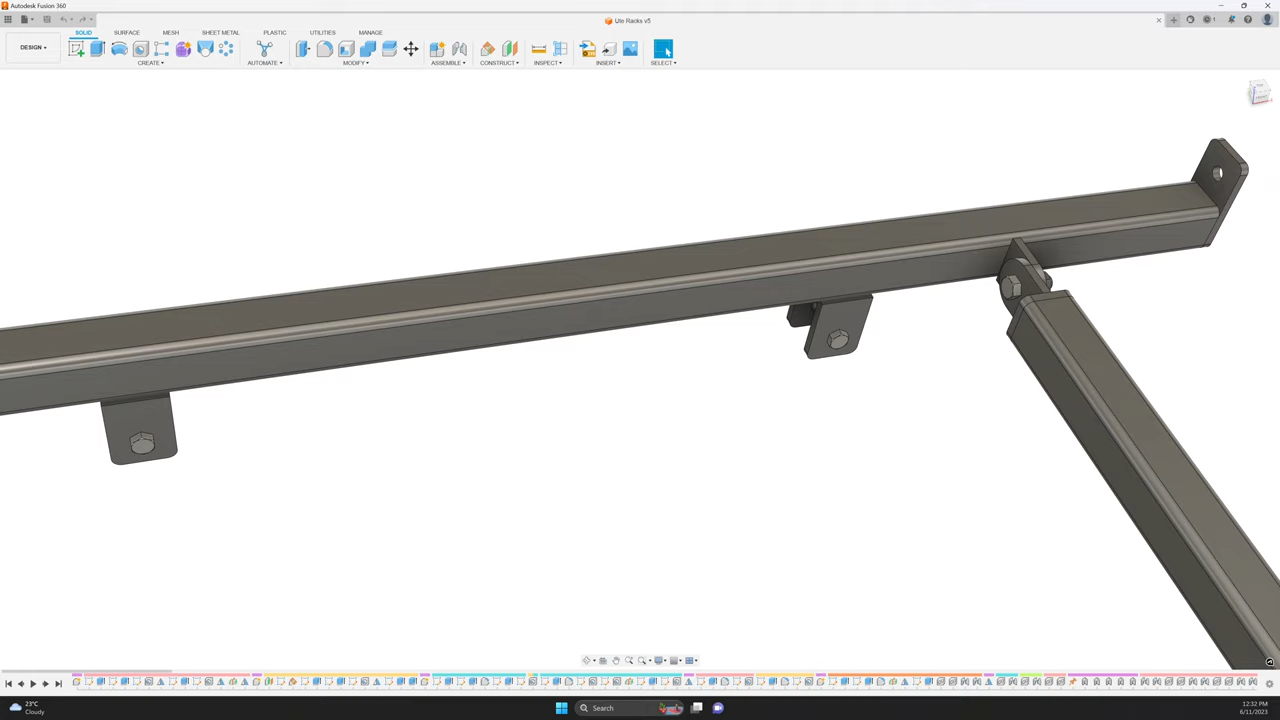 Autodesk Fusion 360
Ute Racks v5
SOLID SURFACE MESH SHEET METAL PLASTIC UTILITIES MANAGE
DESIGN
CREATE AUTOMATE MODIFY ASSEMBLE CONSTRUCT INSPECT INSERT SELECT
23°C
Cloudy
Search
12:32 PM
6/11/2023